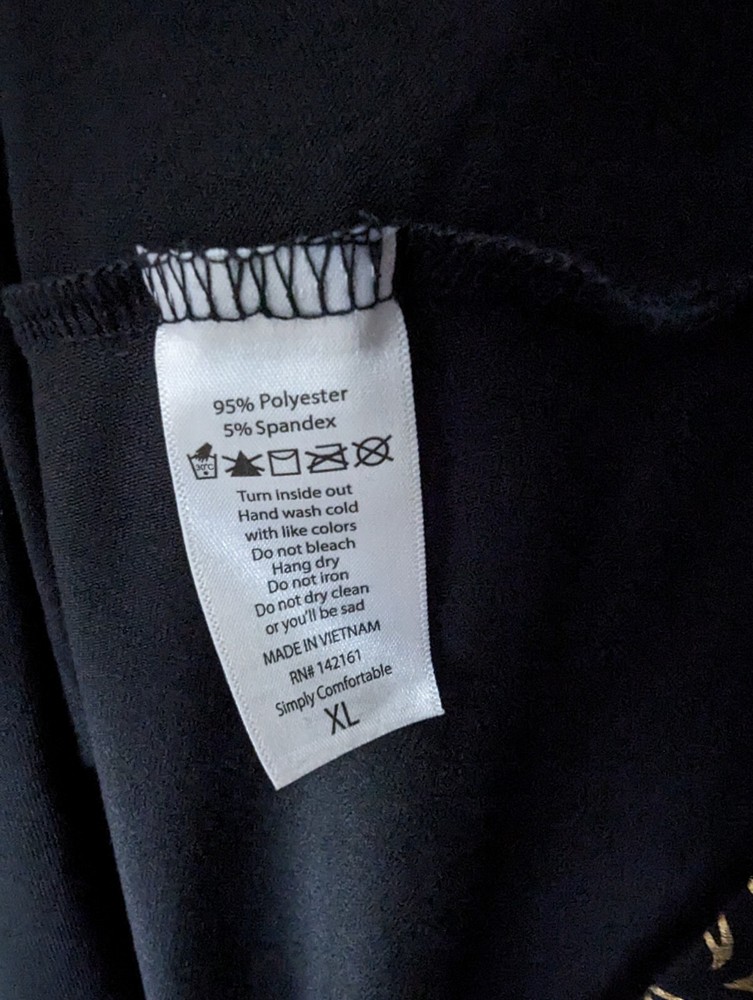 95% Polyester
5% Spandex
30°C
Turn inside out
Hand wash cold
with like colors
Do not bleach
Hang dry
Do not iron
Do not dry clean
or you'll be sad
MADE IN VIETNAM
RN# 142161
Simply Comfortable
XL